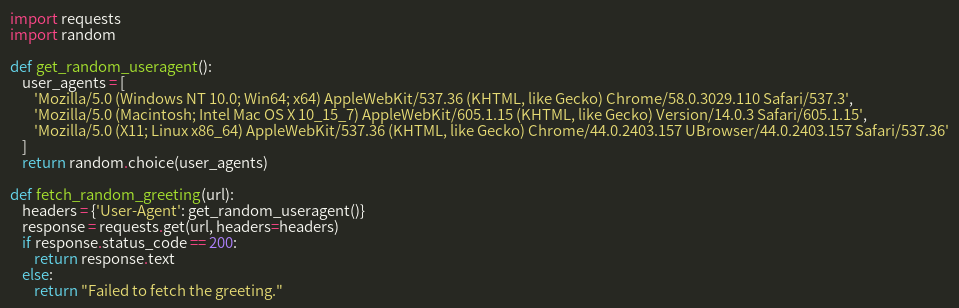 import requests
import random

def get_random_useragent():
    user_agents = [
        'Mozilla/5.0 (Windows NT 10.0; Win64; x64) AppleWebKit/537.36 (KHTML, like Gecko) Chrome/58.0.3029.110 Safari/537.3',
        'Mozilla/5.0 (Macintosh; Intel Mac OS X 10_15_7) AppleWebKit/605.1.15 (KHTML, like Gecko) Version/14.0.3 Safari/605.1.15',
        'Mozilla/5.0 (X11; Linux x86_64) AppleWebKit/537.36 (KHTML, like Gecko) Chrome/44.0.2403.157 UBrowser/44.0.2403.157 Safari/537.36'
    ]
    return random.choice(user_agents)

def fetch_random_greeting(url):
    headers = {'User-Agent': get_random_useragent()}
    response = requests.get(url, headers=headers)
    if response.status_code == 200:
        return response.text
    else:
        return "Failed to fetch the greeting."